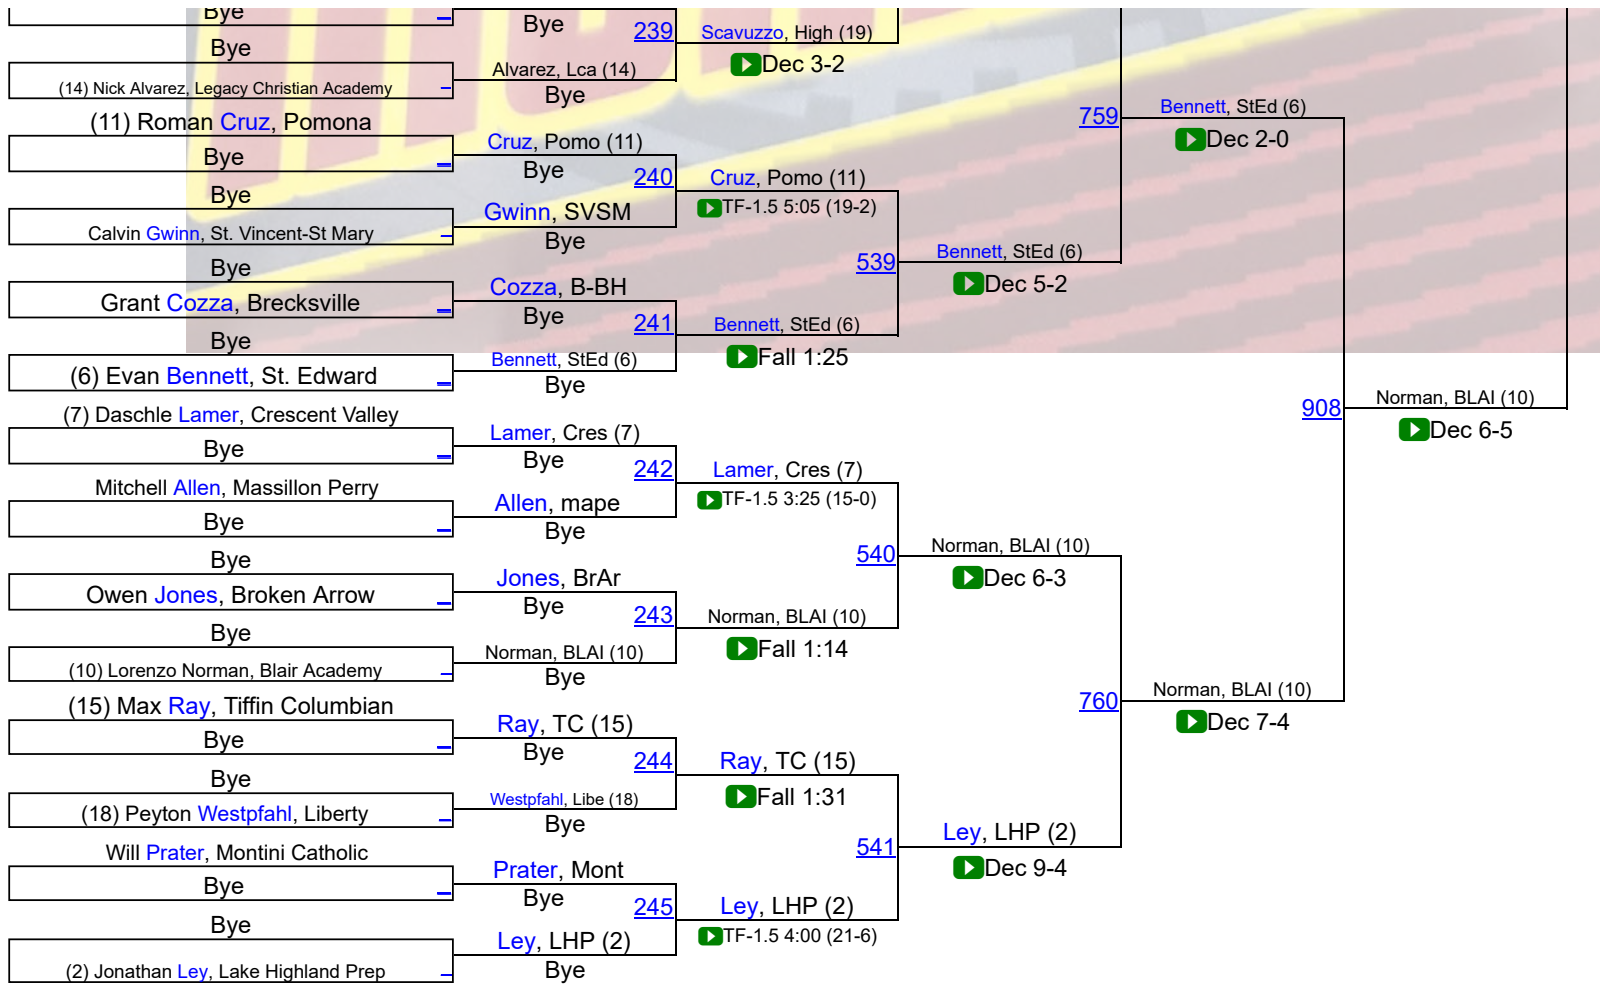 Bye
Bye
(14) Nick Alvarez, Legacy Christian Academy
(11) Roman Cruz, Pomona
Bye
Bye
Calvin Gwinn, St. Vincent-St Mary
Bye
Grant Cozza, Brecksville
Bye
(6) Evan Bennett, St. Edward
(7) Daschle Lamer, Crescent Valley
Bye
Mitchell Allen, Massillon Perry
Bye
Bye
Owen Jones, Broken Arrow
Bye
(10) Lorenzo Norman, Blair Academy
(15) Max Ray, Tiffin Columbian
Bye
Bye
(18) Peyton Westpfahl, Liberty
Will Prater, Montini Catholic
Bye
Bye
(2) Jonathan Ley, Lake Highland Prep
Bye
239
Alvarez, Lca (14)
Bye
Cruz, Pomo (11)
Bye
240
Gwinn, SVSM
Bye
Cozza, B-BH
Bye
241
Bennett, StEd (6)
Bye
Lamer, Cres (7)
Bye
242
Allen, mape
Bye
Jones, BrAr
Bye
243
Norman, BLAI (10)
Bye
Ray, TC (15)
Bye
244
Westpfahl, Libe (18)
Bye
Prater, Mont
Bye
245
Ley, LHP (2)
Bye
Scavuzzo, High (19)
Dec 3-2
Cruz, Pomo (11)
TF-1.5 5:05 (19-2)
539
Bennett, StEd (6)
Fall 1:25
Lamer, Cres (7)
TF-1.5 3:25 (15-0)
540
Norman, BLAI (10)
Fall 1:14
Ray, TC (15)
Fall 1:31
541
Ley, LHP (2)
TF-1.5 4:00 (21-6)
759
Bennett, StEd (6)
Dec 5-2
Norman, BLAI (10)
Dec 6-3
760
Ley, LHP (2)
Dec 9-4
Bennett, StEd (6)
Dec 2-0
908
Norman, BLAI (10)
Dec 7-4
Norman, BLAI (10)
Dec 6-5